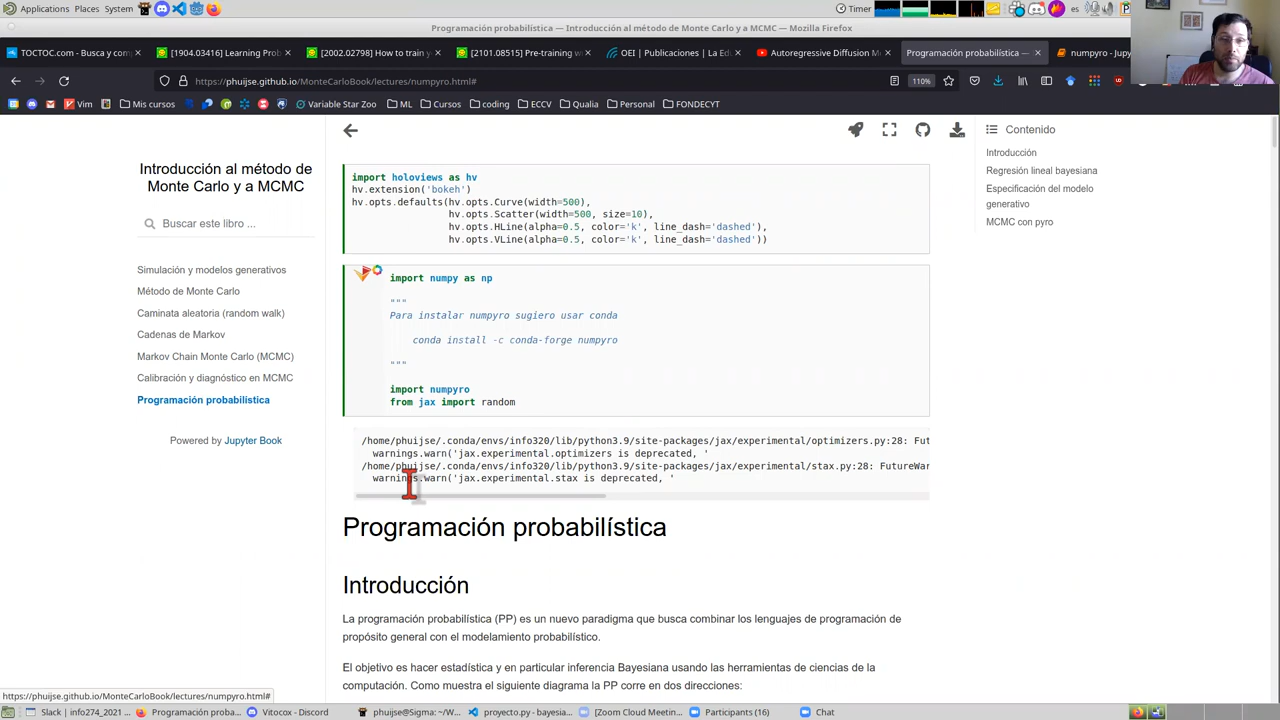 Applications Places System
Timer
es
Programación probabilística — Introducción al método de Monte Carlo y a MCMC — Mozilla Firefox
TOCTOC.com - Busca y com
[1904.03416] Learning Prob
[2002.02798] How to train y
[2101.08515] Pre-training w
OEI | Publicaciones | La Edu
Autoregressive Diffusion Mo
Programación probabilística —
numpyro - Jupy
https://phuijse.github.io/MonteCarloBook/lectures/numpyro.html#
110%
Vim
Mis cursos
Variable Star Zoo
ML
Cursos
coding
ECCV
Qualia
Personal
FONDECYT
Introducción al método de
Monte Carlo y a MCMC
Buscar este libro ...
Simulación y modelos generativos
Método de Monte Carlo
Caminata aleatoria (random walk)
Cadenas de Markov
Markov Chain Monte Carlo (MCMC)
Calibración y diagnóstico en MCMC
Programación probabilística
Powered by Jupyter Book
import holoviews as hv
hv.extension('bokeh')
hv.opts.defaults(hv.opts.Curve(width=500),
hv.opts.Scatter(width=500, size=10),
hv.opts.HLine(alpha=0.5, color='k', line_dash='dashed'),
hv.opts.VLine(alpha=0.5, color='k', line_dash='dashed'))
import numpy as np
"""
Para instalar numpyro sugiero usar conda
conda install -c conda-forge numpyro
"""
import numpyro
from jax import random
/home/phuijse/.conda/envs/info320/lib/python3.9/site-packages/jax/experimental/optimizers.py:28: Fut
warnings.warn('jax.experimental.optimizers is deprecated, '
/home/phuijse/.conda/envs/info320/lib/python3.9/site-packages/jax/experimental/stax.py:28: FutureWar
warnings.warn('jax.experimental.stax is deprecated, '
Programación probabilística
Introducción
La programación probabilística (PP) es un nuevo paradigma que busca combinar los lenguajes de programación de
propósito general con el modelamiento probabilístico.
El objetivo es hacer estadística y en particular inferencia Bayesiana usando las herramientas de ciencias de la
computación. Como muestra el siguiente diagrama la PP corre en dos direcciones:
Contenido
Introducción
Regresión lineal bayesiana
Especificación del modelo
generativo
MCMC con pyro
https://phuijse.github.io/MonteCarloBook/lectures/numpyro.html#
Slack | info274_2021 ...
Programación proba...
Vitocox - Discord
phuijse@Sigma: ~/W...
proyecto.py - bayesia...
[Zoom Cloud Meetin...
Participants (16)
Chat